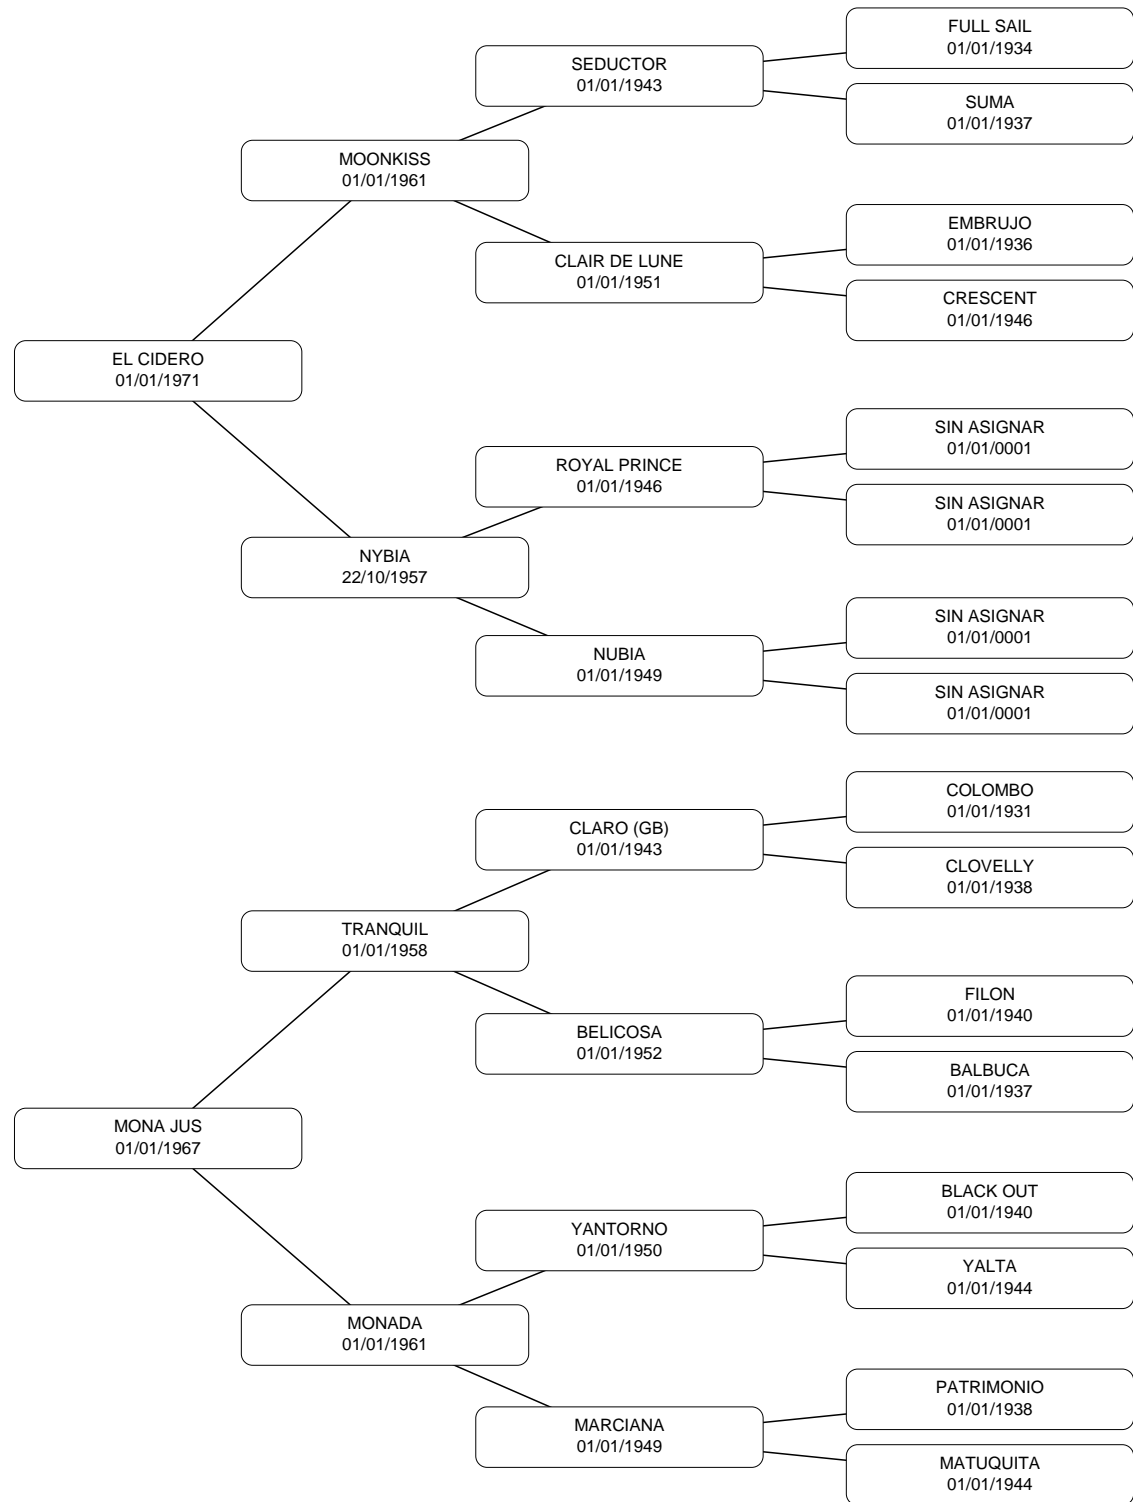 FULL SAIL
01/01/1934
SEDUCTOR
01/01/1943
SUMA
01/01/1937
MOONKISS
01/01/1961
EMBRUJO
01/01/1936
CLAIR DE LUNE
01/01/1951
CRESCENT
01/01/1946
EL CIDERO
01/01/1971
SIN ASIGNAR
01/01/0001
ROYAL PRINCE
01/01/1946
SIN ASIGNAR
01/01/0001
NYBIA
22/10/1957
SIN ASIGNAR
01/01/0001
NUBIA
01/01/1949
SIN ASIGNAR
01/01/0001
COLOMBO
01/01/1931
CLARO (GB)
01/01/1943
CLOVELLY
01/01/1938
TRANQUIL
01/01/1958
FILON
01/01/1940
BELICOSA
01/01/1952
BALBUCA
01/01/1937
MONA JUS
01/01/1967
BLACK OUT
01/01/1940
YANTORNO
01/01/1950
YALTA
01/01/1944
MONADA
01/01/1961
PATRIMONIO
01/01/1938
MARCIANA
01/01/1949
MATUQUITA
01/01/1944